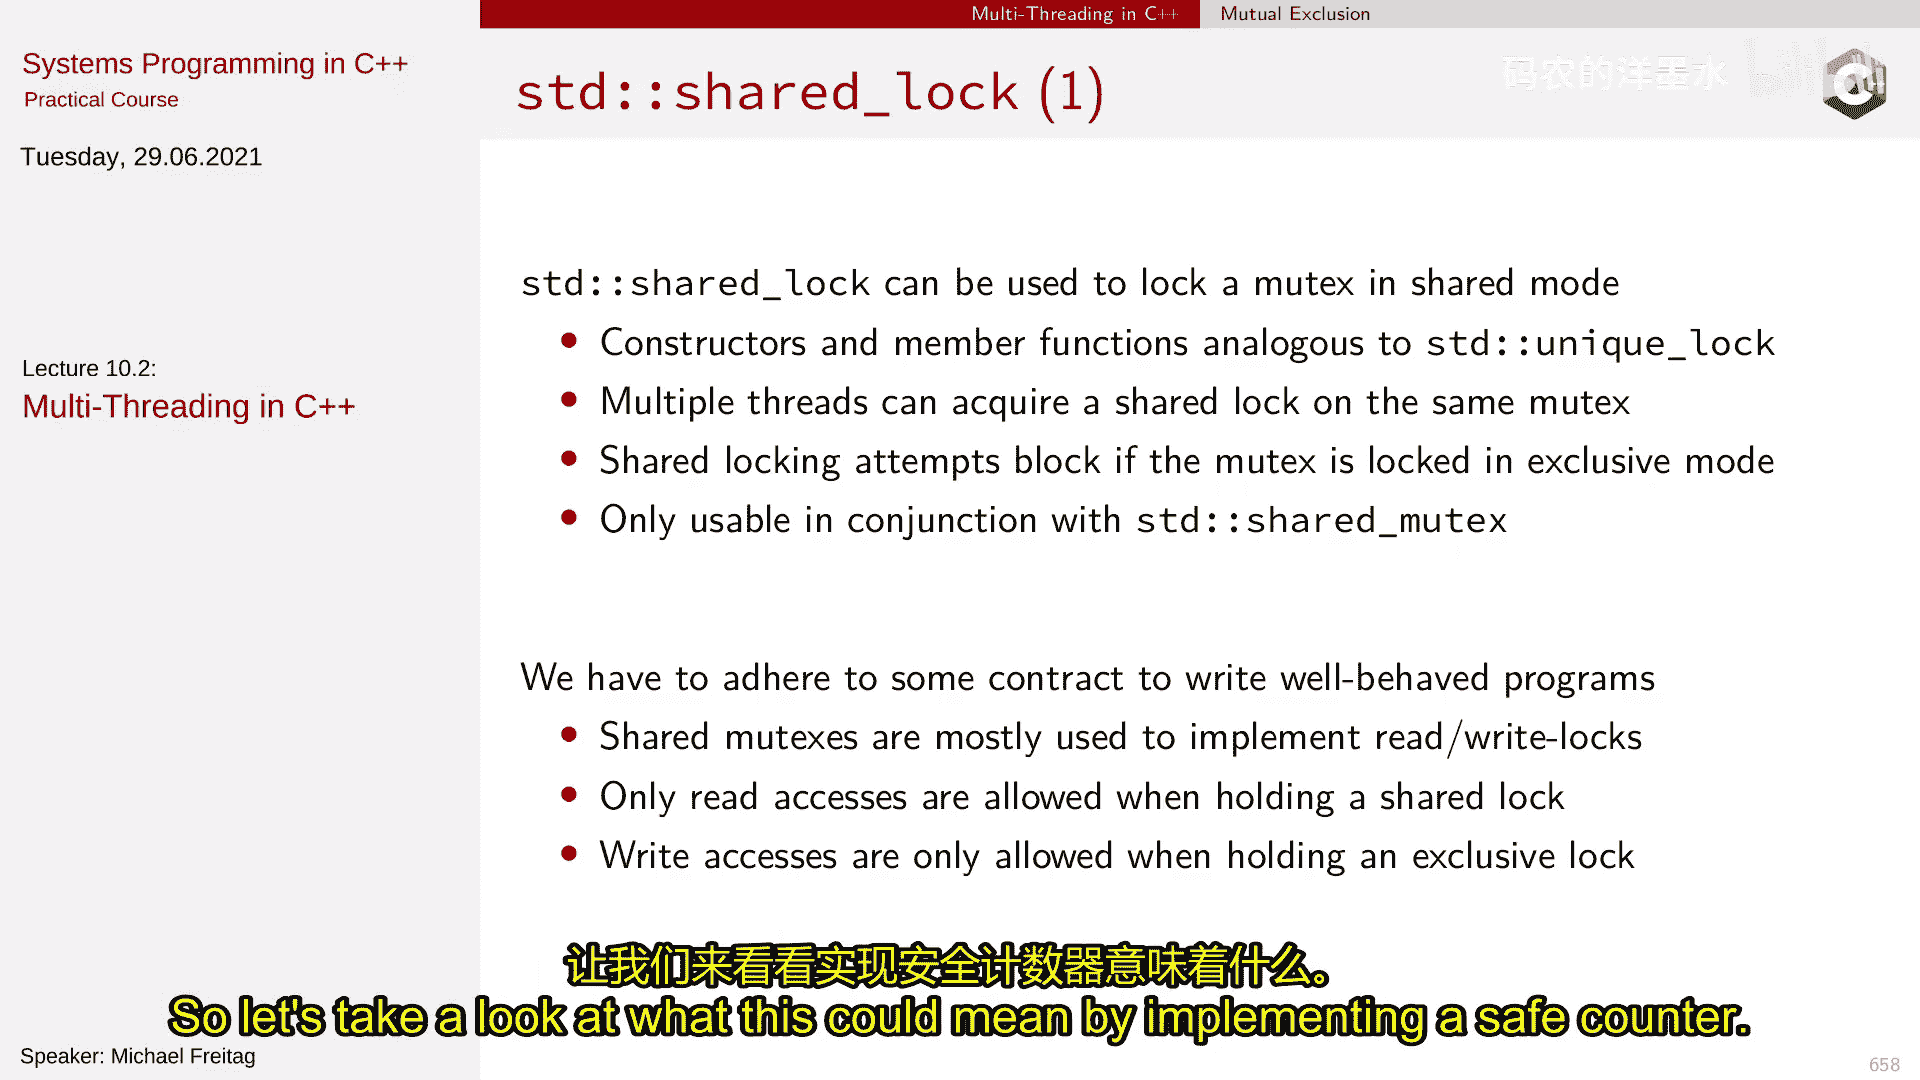 Multi-Threading in C++ Mutual Exclusion
Systems Programming in C++
Practical Course
Tuesday, 29.06.2021
Lecture 10.2:
Multi-Threading in C++
Speaker: Michael Freitag
std::shared_lock (1)
码农的洋墨水
std::shared_lock can be used to lock a mutex in shared mode
• Constructors and member functions analogous to std::unique_lock
• Multiple threads can acquire a shared lock on the same mutex
• Shared locking attempts block if the mutex is locked in exclusive mode
• Only usable in conjunction with std::shared_mutex
We have to adhere to some contract to write well-behaved programs
• Shared mutexes are mostly used to implement read/write-locks
• Only read accesses are allowed when holding a shared lock
• Write accesses are only allowed when holding an exclusive lock
让我们来看看实现安全计数器意味着什么。
So let's take a look at what this could mean by implementing a safe counter.
658